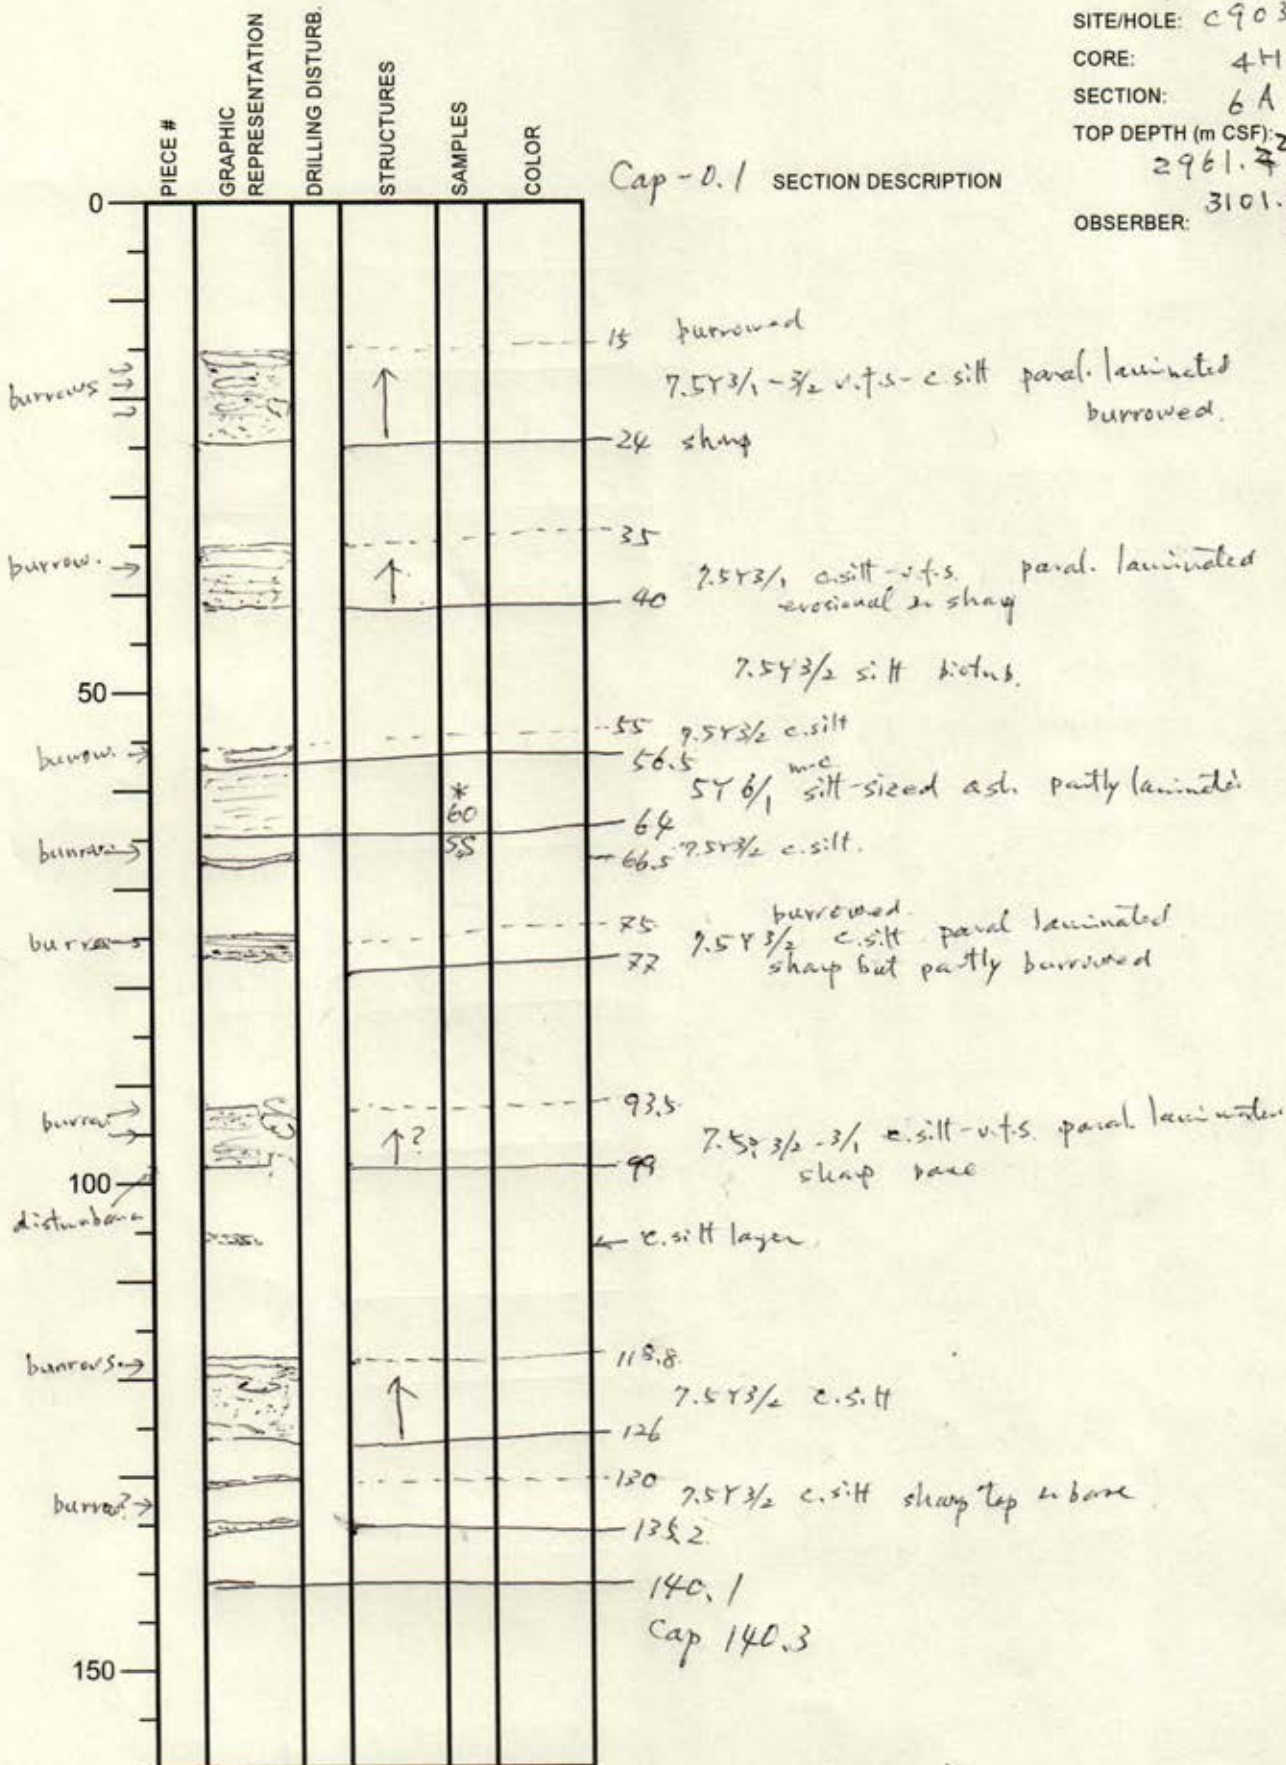 SITE/HOLE: C903
CORE: 4H
SECTION: 6A
TOP DEPTH (m CSF):
2961.
3101.
OBSERBER:
PIECE #
GRAPHIC
REPRESENTATION
DRILLING DISTURB.
STRUCTURES
SAMPLES
COLOR
Cap - 0.1 SECTION DESCRIPTION
0
15 burrowed
burrows
7.5Y3/1 - 3/2 v.f.s - c.silt paral. laminated
burrowed.
24 sharp
35
burrow.
7.5Y3/1 c.silt - v.f.s. paral. laminated
40 erosional sharp
7.5Y3/2 silt bioturb.
50
55 7.5Y3/2 c.silt
burrow.
56.5
m-c
5Y 6/1 silt-sized ash. partly laminated
*
60
64
SS
burrow
66.5 7.5Y3/2 c.silt.
burrowed.
75
7.5Y3/2 c.silt paral laminated
burrow
77 sharp but partly burrowed
93.5
burrow
?
7.5Y 3/2 - 3/1 c.silt - v.f.s. paral. laminated
99 sharp base
100
disturbance
c.silt layer.
118.8
burrows
7.5Y3/2 c.silt
126
130
7.5Y3/2 c.silt sharp top base
burrow?
135.2
140.1
Cap 140.3
150